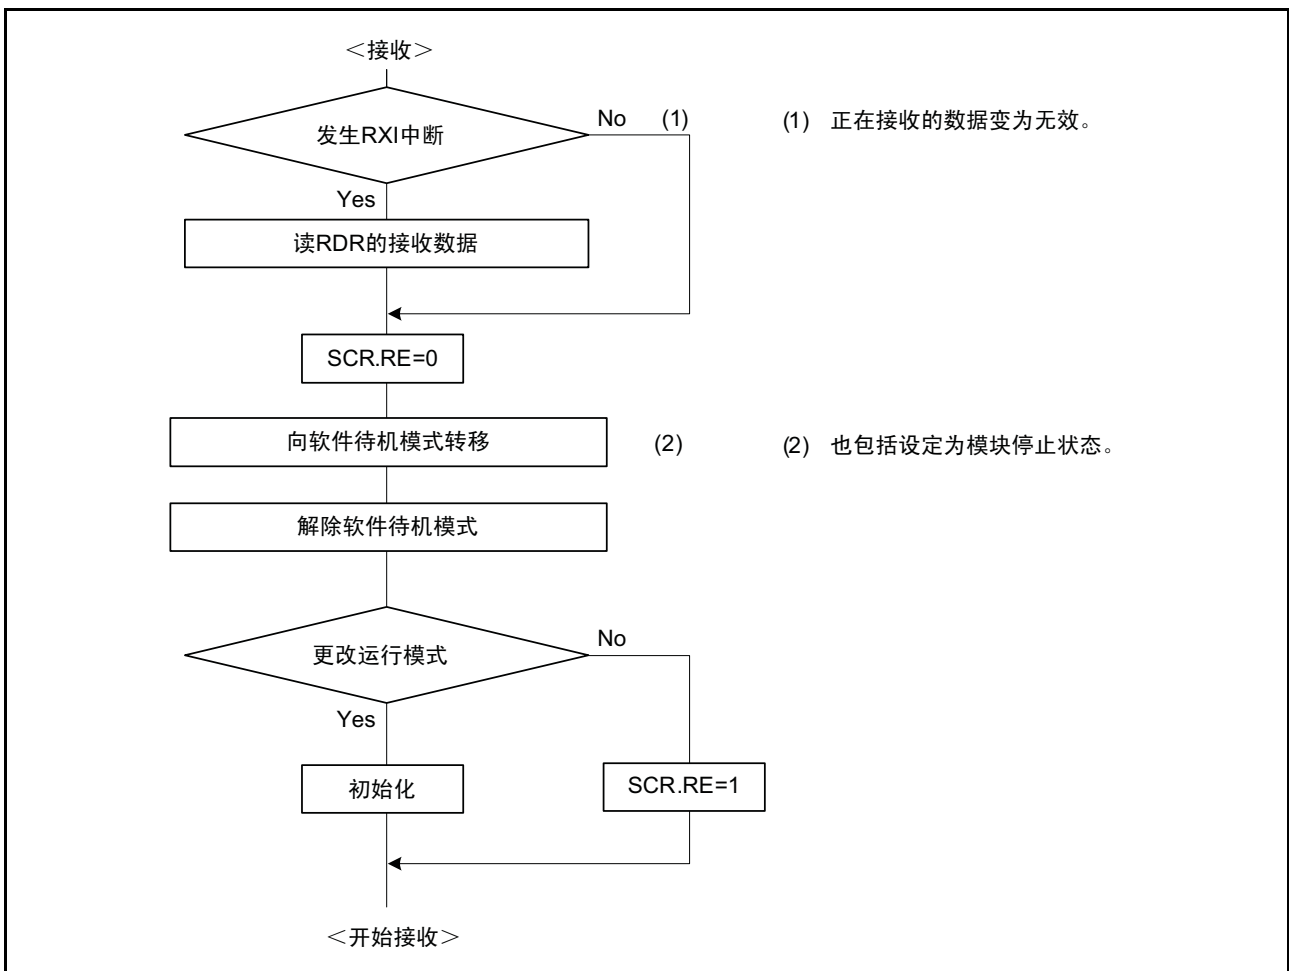 ＜接收＞
发生RXI中断
No (1)
(1) 正在接收的数据变为无效。
Yes
读RDR的接收数据
SCR.RE=0
向软件待机模式转移
(2)
(2) 也包括设定为模块停止状态。
解除软件待机模式
更改运行模式
No
Yes
初始化
SCR.RE=1
＜开始接收＞